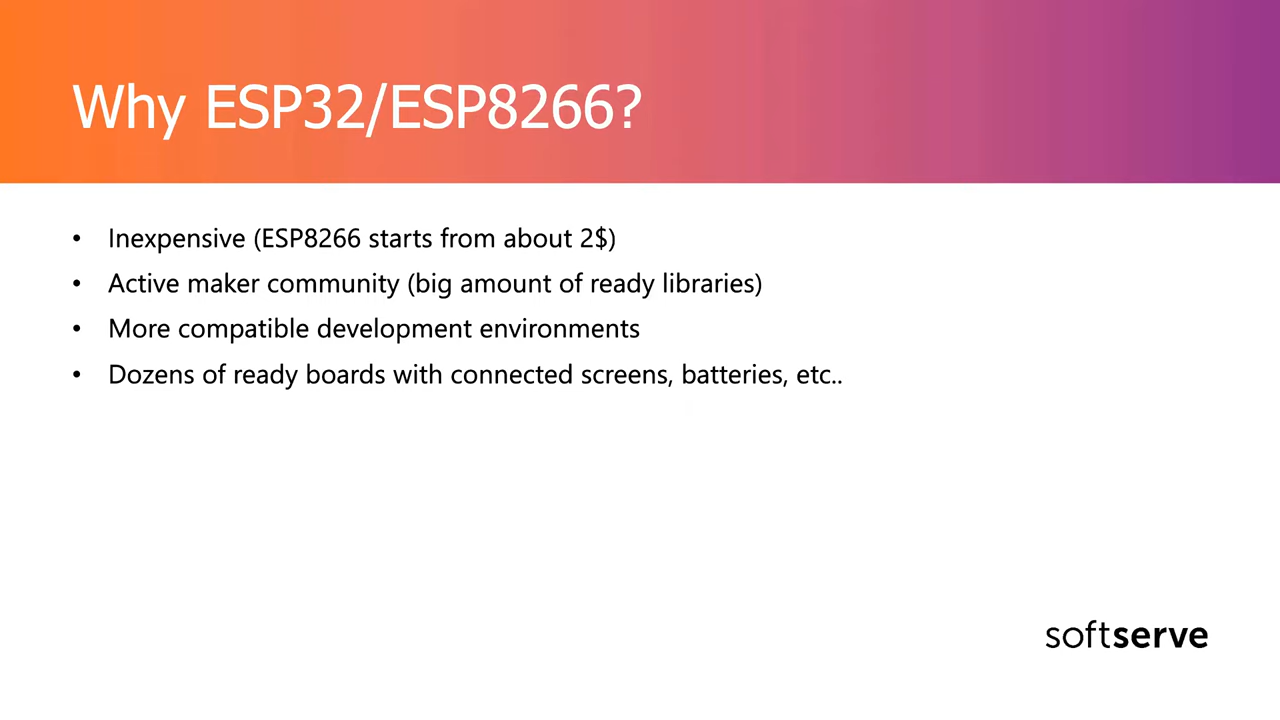 Why ESP32/ESP8266?
• Inexpensive (ESP8266 starts from about 2$)
• Active maker community (big amount of ready libraries)
• More compatible development environments
• Dozens of ready boards with connected screens, batteries, etc..
softserve